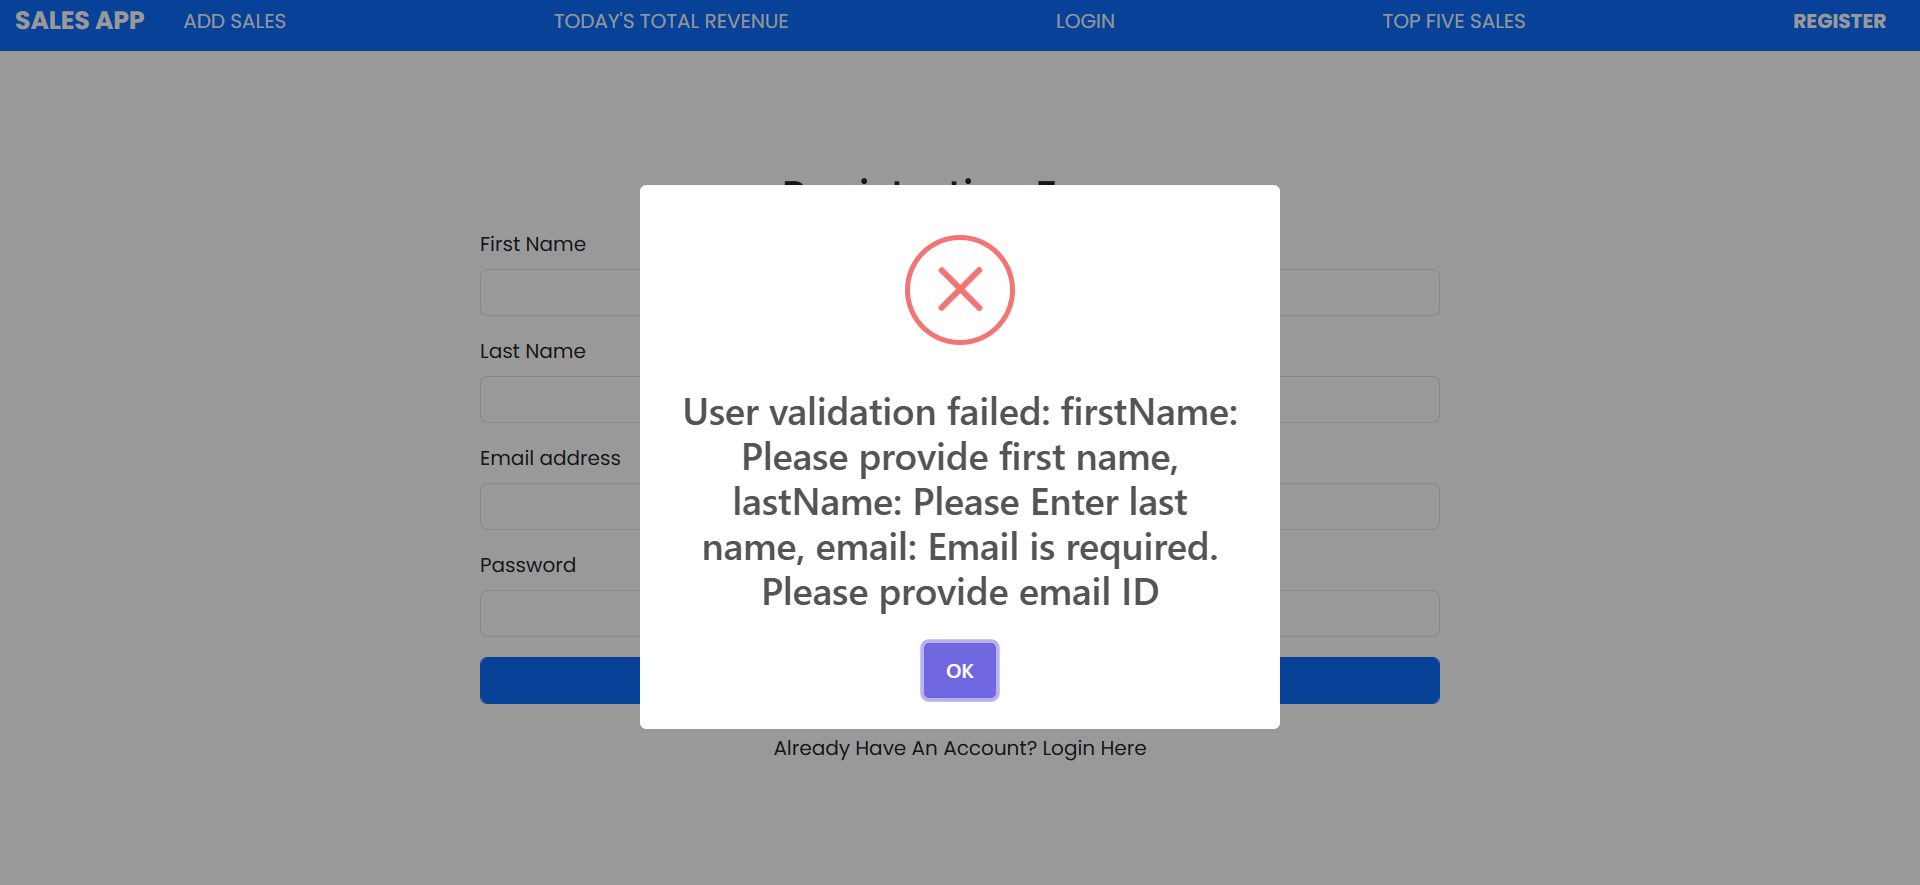 SALES APP
ADD SALES
TODAY'S TOTAL REVENUE
LOGIN
TOP FIVE SALES
REGISTER
First Name
Last Name
Email address
Password
User validation failed: firstName:
Please provide first name,
lastName: Please Enter last
name, email: Email is required.
Please provide email ID
OK
Already Have An Account? Login Here